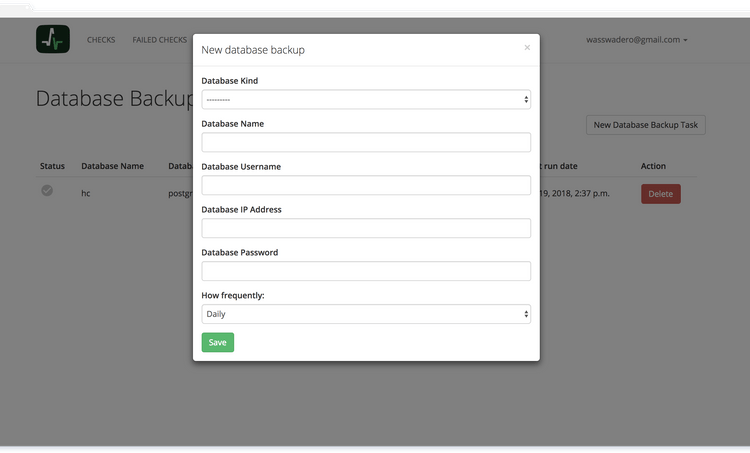 CHECKS FAILED CHECKS wasswadero@gmail.com
New database backup ×
Database Backup
Database Kind
---------
Database Name
New Database Backup Task
Database Username
Status Database Name run date Action
hc 19, 2018, 2:37 p.m. Delete
Database IP Address
Database Password
How frequently:
Daily
Save